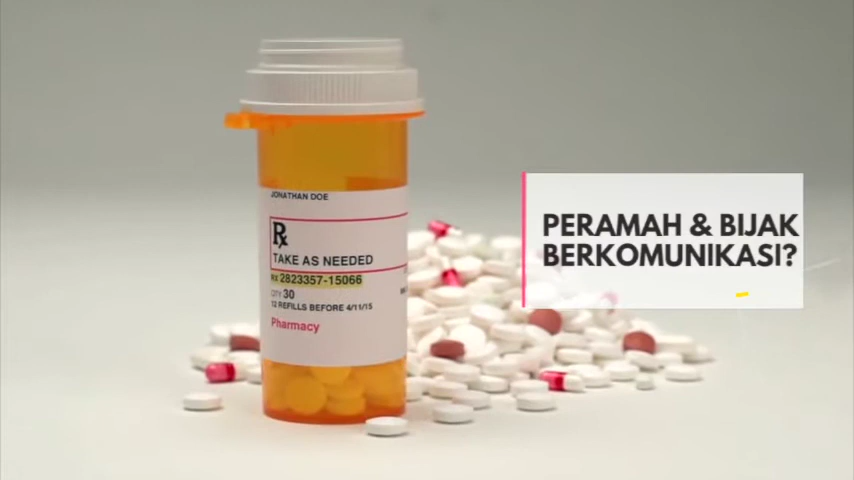 JONATHAN DOE
Rx
TAKE AS NEEDED
RX 2823357-15066
QTY 30
12 REFILLS BEFORE 4/11/15
Pharmacy
PERAMAH & BIJAK
BERKOMUNIKASI?